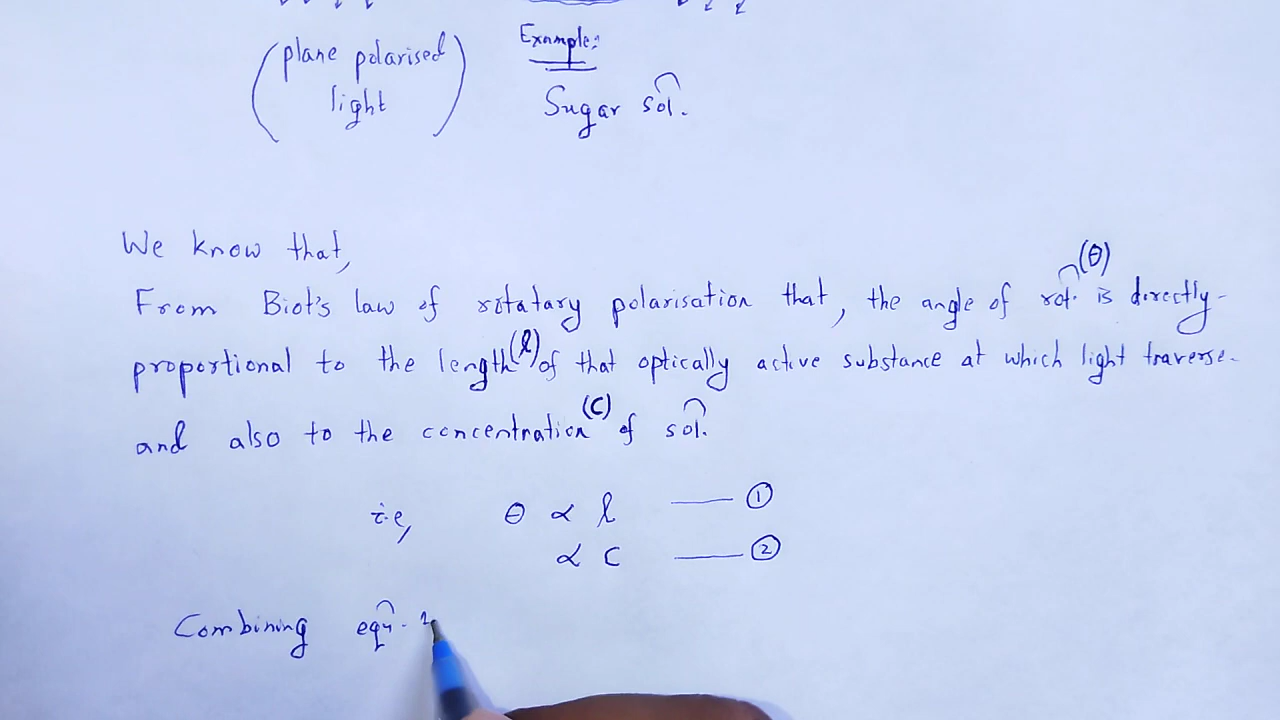 (plane polarised
light)
Example:
Sugar sol.
We know that,
From Biot's law of rotatary polarisation that, the angle of rot. (θ) is directly-
proportional to the length (l) of that optically active substance at which light traverse.
and also to the concentration (C) of sol.
i.e, θ ∝ l —— ①
∝ C —— ②
Combining eqn. 1